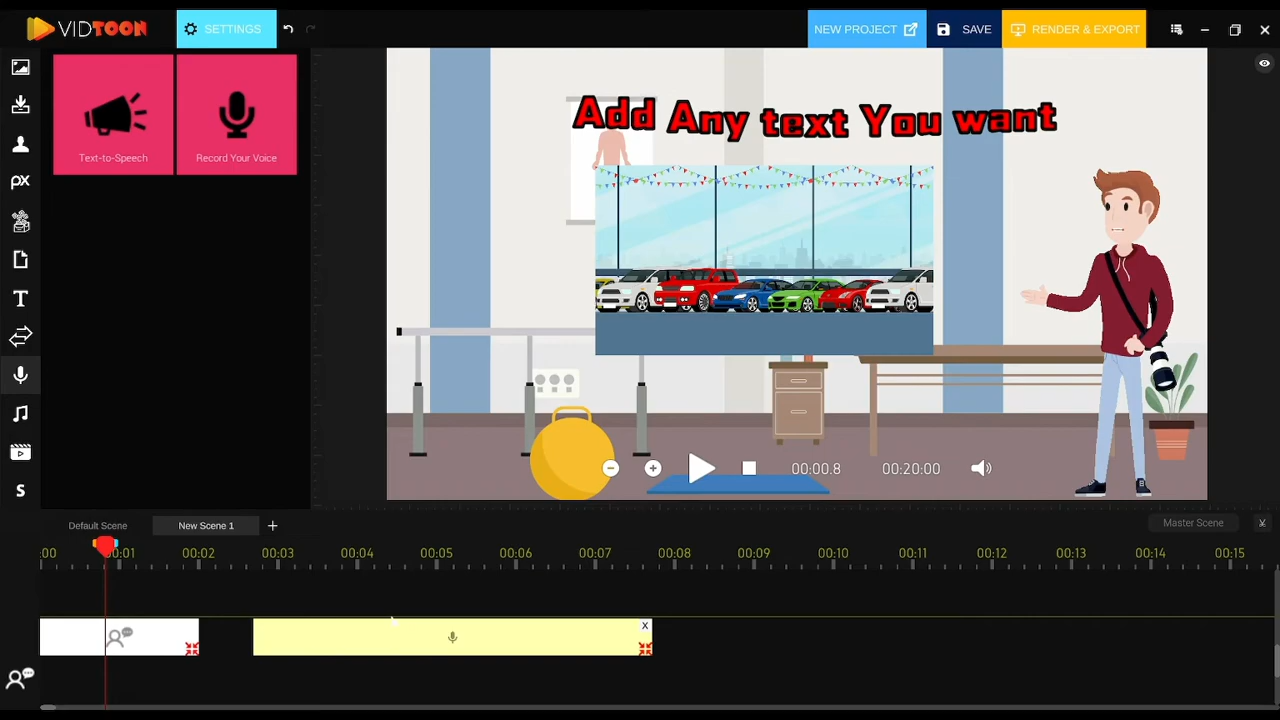 VIDTOON
SETTINGS
NEW PROJECT
SAVE
RENDER & EXPORT
Text-to-Speech
Record Your Voice
px
T
S
Add Any text You want
00:00.8
00:20:00
Default Scene
New Scene 1
+
Master Scene
:00 00:01 00:02 00:03 00:04 00:05 00:06 00:07 00:08 00:09 00:10 00:11 00:12 00:13 00:14 00:15
X